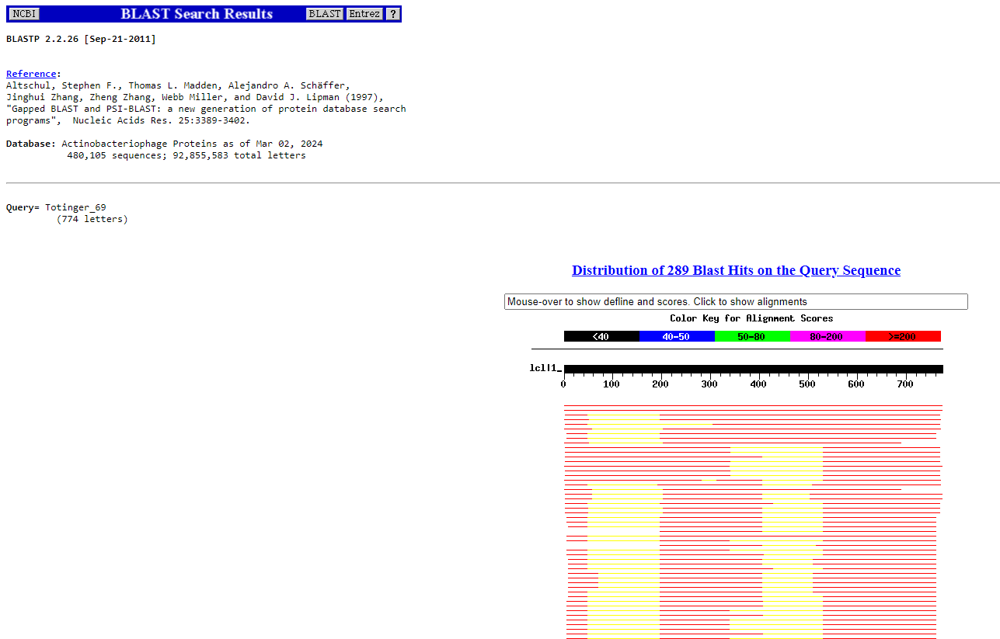 NCBI BLAST Search Results BLAST Entrez ?
BLASTP 2.2.26 [Sep-21-2011]
Reference:
Altschul, Stephen F., Thomas L. Madden, Alejandro A. Schäffer,
Jinghui Zhang, Zheng Zhang, Webb Miller, and David J. Lipman (1997),
"Gapped BLAST and PSI-BLAST: a new generation of protein database search
programs",  Nucleic Acids Res. 25:3389-3402.
Database: Actinobacteriophage Proteins as of Mar 02, 2024
480,105 sequences; 92,855,583 total letters
Query= Totinger_69
(774 letters)
Distribution of 289 Blast Hits on the Query Sequence
Mouse-over to show defline and scores. Click to show alignments
Color Key for Alignment Scores
<40 40-50 50-80 80-200 >=200
lcl|1_
0 100 200 300 400 500 600 700